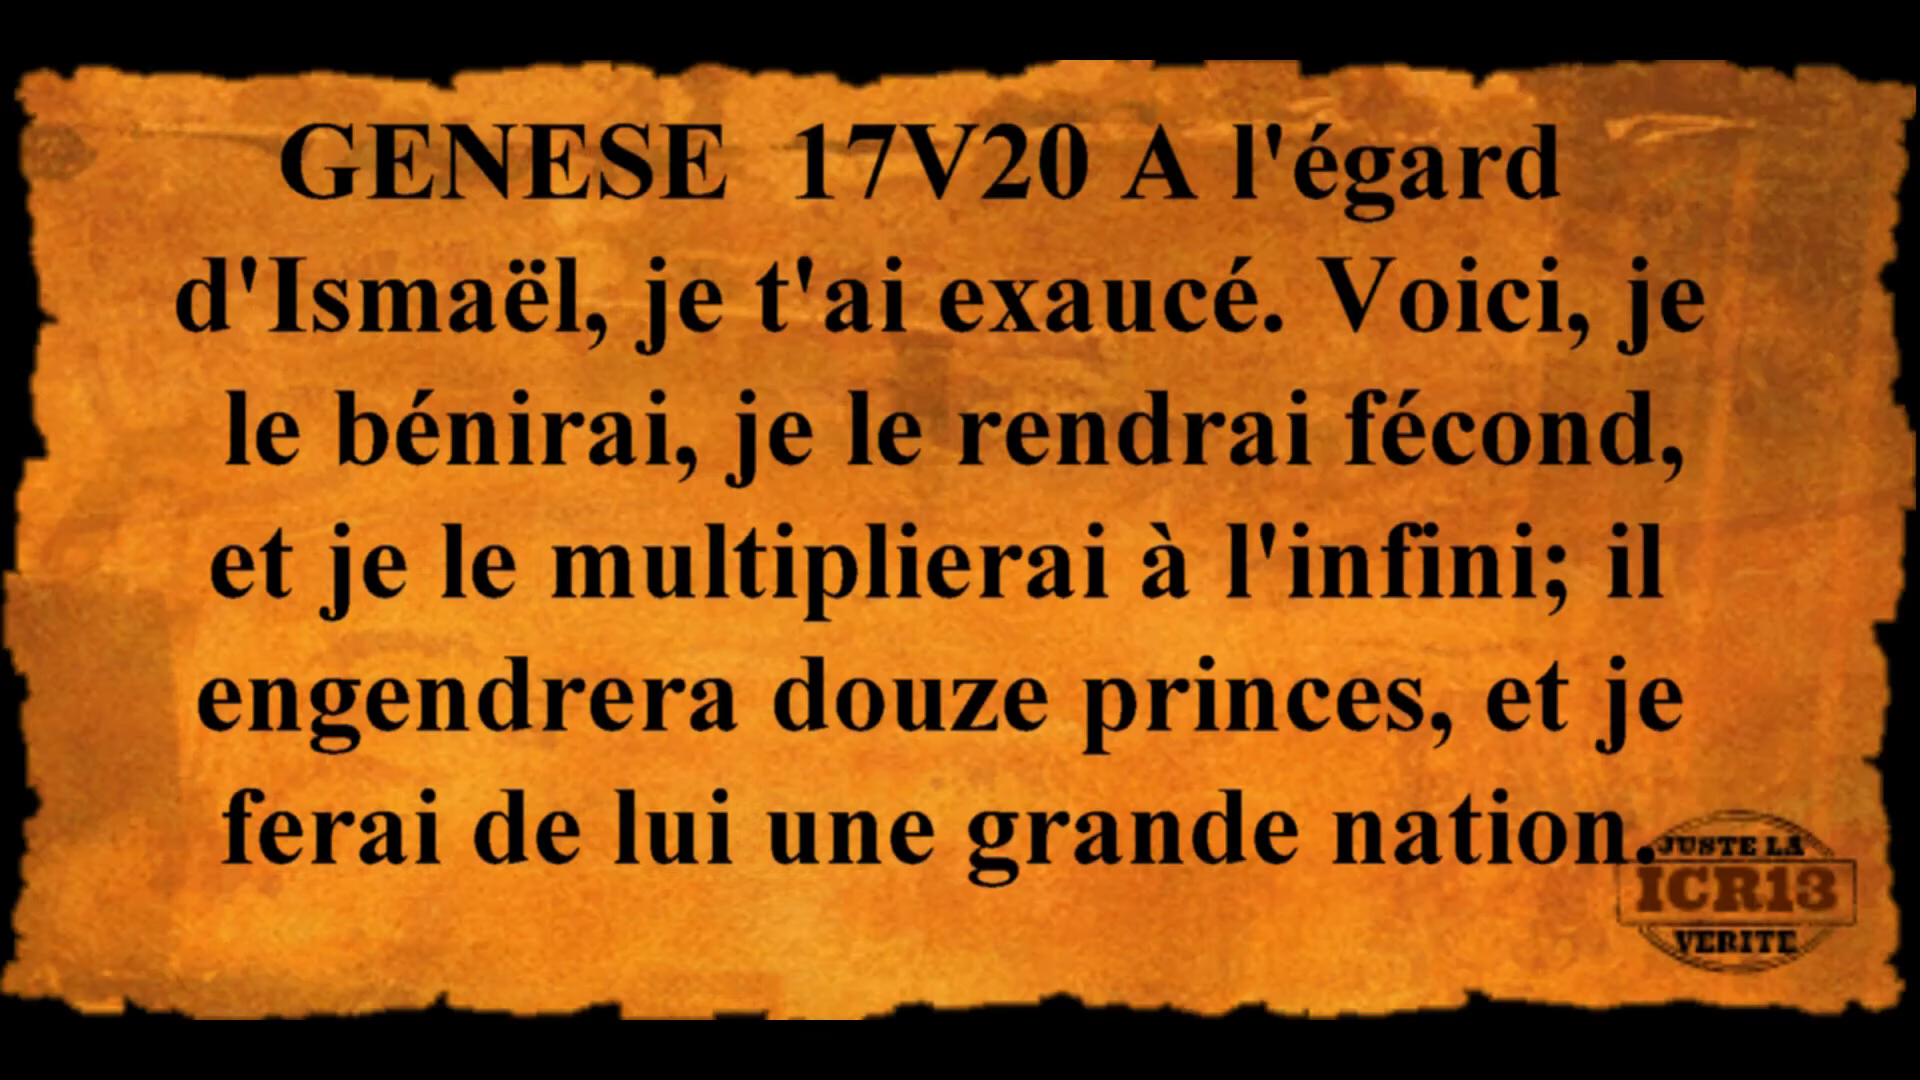 GENESE 17V20 A l'égard
d'Ismaël, je t'ai exaucé. Voici, je
le bénirai, je le rendrai fécond,
et je le multiplierai à l'infini; il
engendrera douze princes, et je
ferai de lui une grande nation.
JUSTE LA
ICR13
VERITE